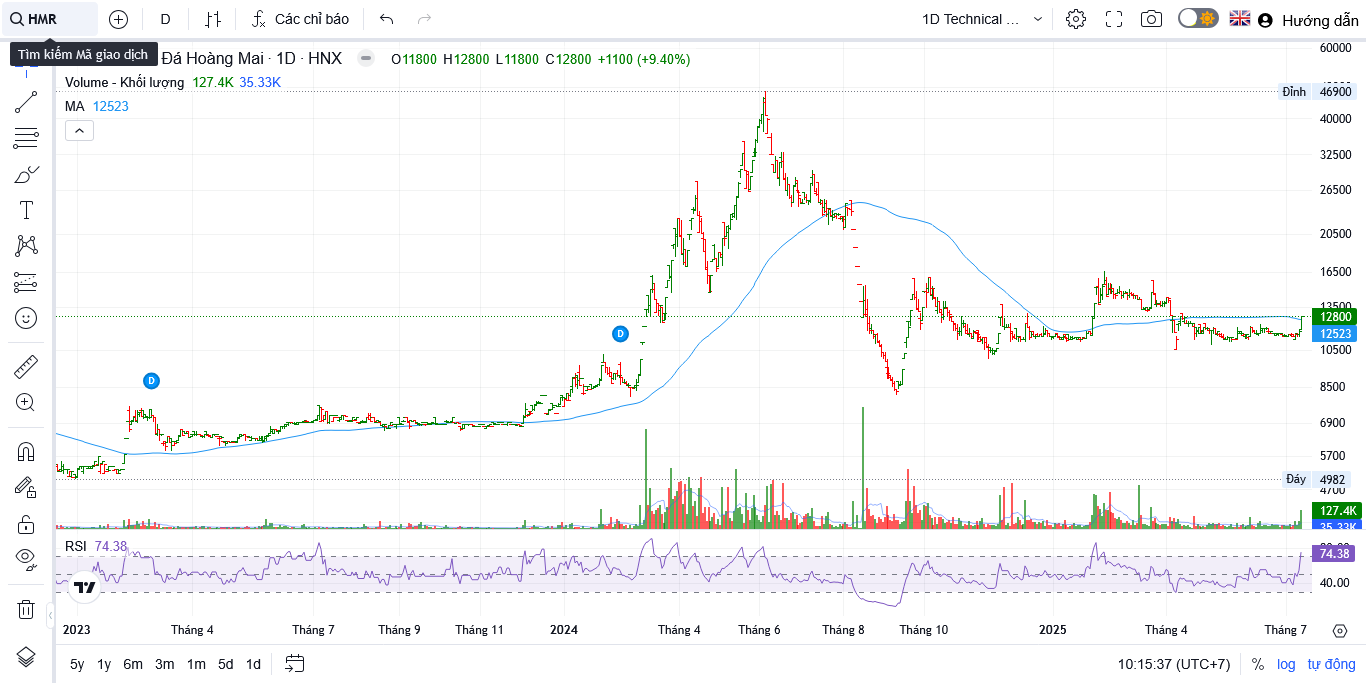 HMR
D
Các chỉ báo
1D Technical ...
Hướng dẫn
Tìm kiếm Mã giao dịch
Đá Hoàng Mai · 1D · HNX
O11800 H12800 L11800 C12800 +1100 (+9.40%)
Volume - Khối lượng 127.4K 35.33K
MA 12523
60000
Đỉnh 46900
40000
32500
26500
20500
16500
13500
12800
12523
10500
8500
6900
5700
Đáy 4982
4700
127.4K
35.33K
D
D
RSI 74.38
74.38
40.00
2023 Tháng 4 Tháng 7 Tháng 9 Tháng 11 2024 Tháng 4 Tháng 6 Tháng 8 Tháng 10 2025 Tháng 4 Tháng 7
5y 1y 6m 3m 1m 5d 1d
10:15:37 (UTC+7) % log tự động